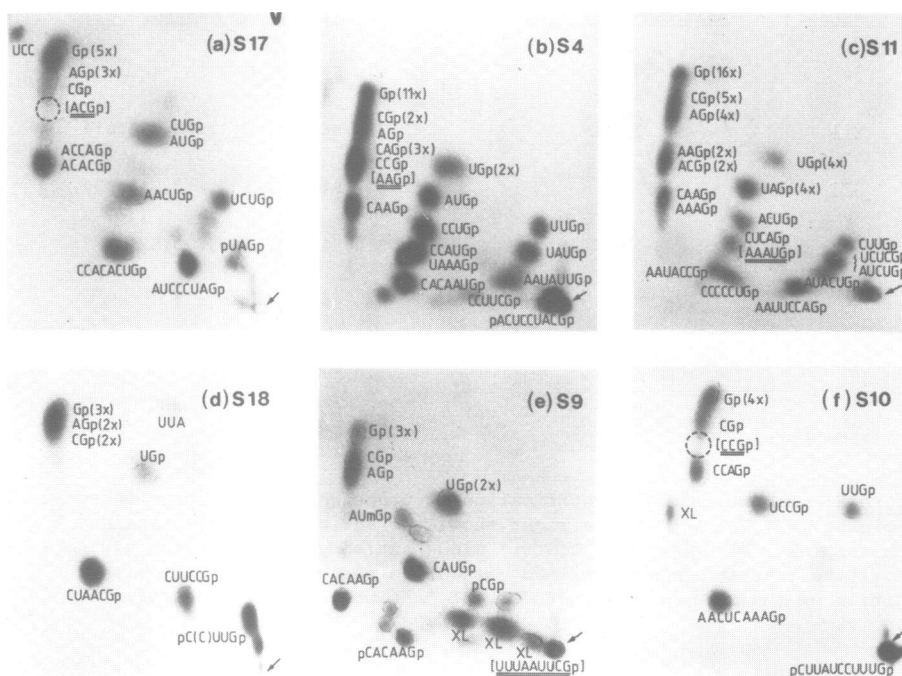 (a) S17
UCC
Gp(5x)
AGp(3x)
CGp
[ACGp]
CUGp
AUGp
ACCAGp
ACACGp
AACUGp
UCUGp
pUAGp
CCACACUGp
AUCCCUAGp
(b) S4
Gp(11x)
CGp(2x)
AGp
CAGp(3x)
CCGp
[AAGp]
UGp(2x)
CAAGp
AUGp
CCUGp
UUGp
CCAUGp
UAUGp
UAAAGp
AAUAUUGp
CACAAUGp
CCUUCGp
pACUCCUACGp
(c) S11
Gp(16x)
CGp(5x)
AGp(4x)
AAGp(2x)
ACGp(2x)
UGp(4x)
UAGp(4x)
CAAGp
AAAGp
ACUGp
CUCAGp
[AAAUGp]
CUUGp
UCUCGp
AUCUGp
AAUACCGp
AUACUGp
CCCCCUGp
AAUUCCAGp
(d) S18
Gp(3x)
AGp(2x)
CGp(2x)
UUA
UGp
CUAACGp
CUUCCGp
pC(C)UUGp
(e) S9
Gp(3x)
CGp
AGp
UGp(2x)
AUmGp
CAUGp
CACAAGp
pCGp
pCACAAGp
XL
XL
XL
[UUUAAUUCGp]
(f) S10
Gp(4x)
CGp
[CCGp]
CCAGp
XL
UCCGp
UUGp
AACUCAAAGp
pCUUAUCCUUUGp